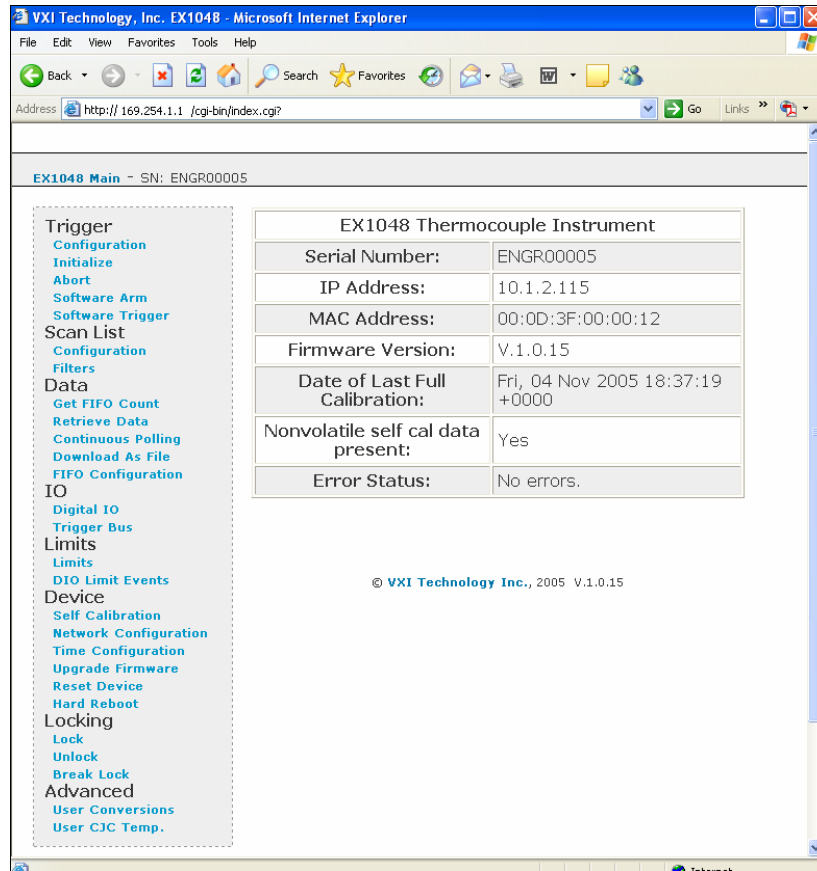 VXI Technology, Inc. EX1048 - Microsoft Internet Explorer
File Edit View Favorites Tools Help
Back Search Favorites
Address http:// 169.254.1.1 /cgi-bin/index.cgi? Go Links »
EX1048 Main - SN: ENGR00005
Trigger
Configuration
Initialize
Abort
Software Arm
Software Trigger
Scan List
Configuration
Filters
Data
Get FIFO Count
Retrieve Data
Continuous Polling
Download As File
FIFO Configuration
IO
Digital IO
Trigger Bus
Limits
Limits
DIO Limit Events
Device
Self Calibration
Network Configuration
Time Configuration
Upgrade Firmware
Reset Device
Hard Reboot
Locking
Lock
Unlock
Break Lock
Advanced
User Conversions
User CJC Temp.
EX1048 Thermocouple Instrument
Serial Number: ENGR00005
IP Address: 10.1.2.115
MAC Address: 00:0D:3F:00:00:12
Firmware Version: V.1.0.15
Date of Last Full
Calibration:
Fri, 04 Nov 2005 18:37:19
+0000
Nonvolatile self cal data
present:
Yes
Error Status: No errors.
© VXI Technology Inc., 2005 V.1.0.15